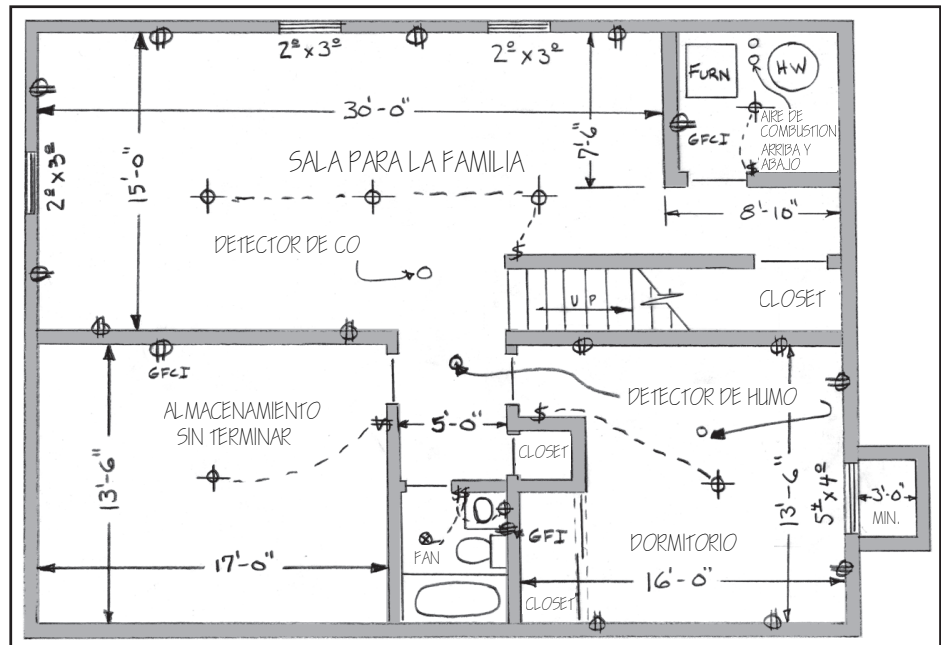 2º x 3º
2º x 3º
FURN
HW
30'-0"
7'-6"
AIRE DE
COMBUSTION
ARRIBA Y
ABAJO
GFCI
2º x 3º
15'-0"
SALA PARA LA FAMILIA
8'-10"
DETECTOR DE CO
UP
CLOSET
GFCI
ALMACENAMIENTO
SIN TERMINAR
5'-0"
DETECTOR DE HUMO
CLOSET
13'-6"
13'-6"
5⁴ x 4º
3'-0"
MIN.
GFI
FAN
DORMITORIO
17'-0"
16'-0"
CLOSET